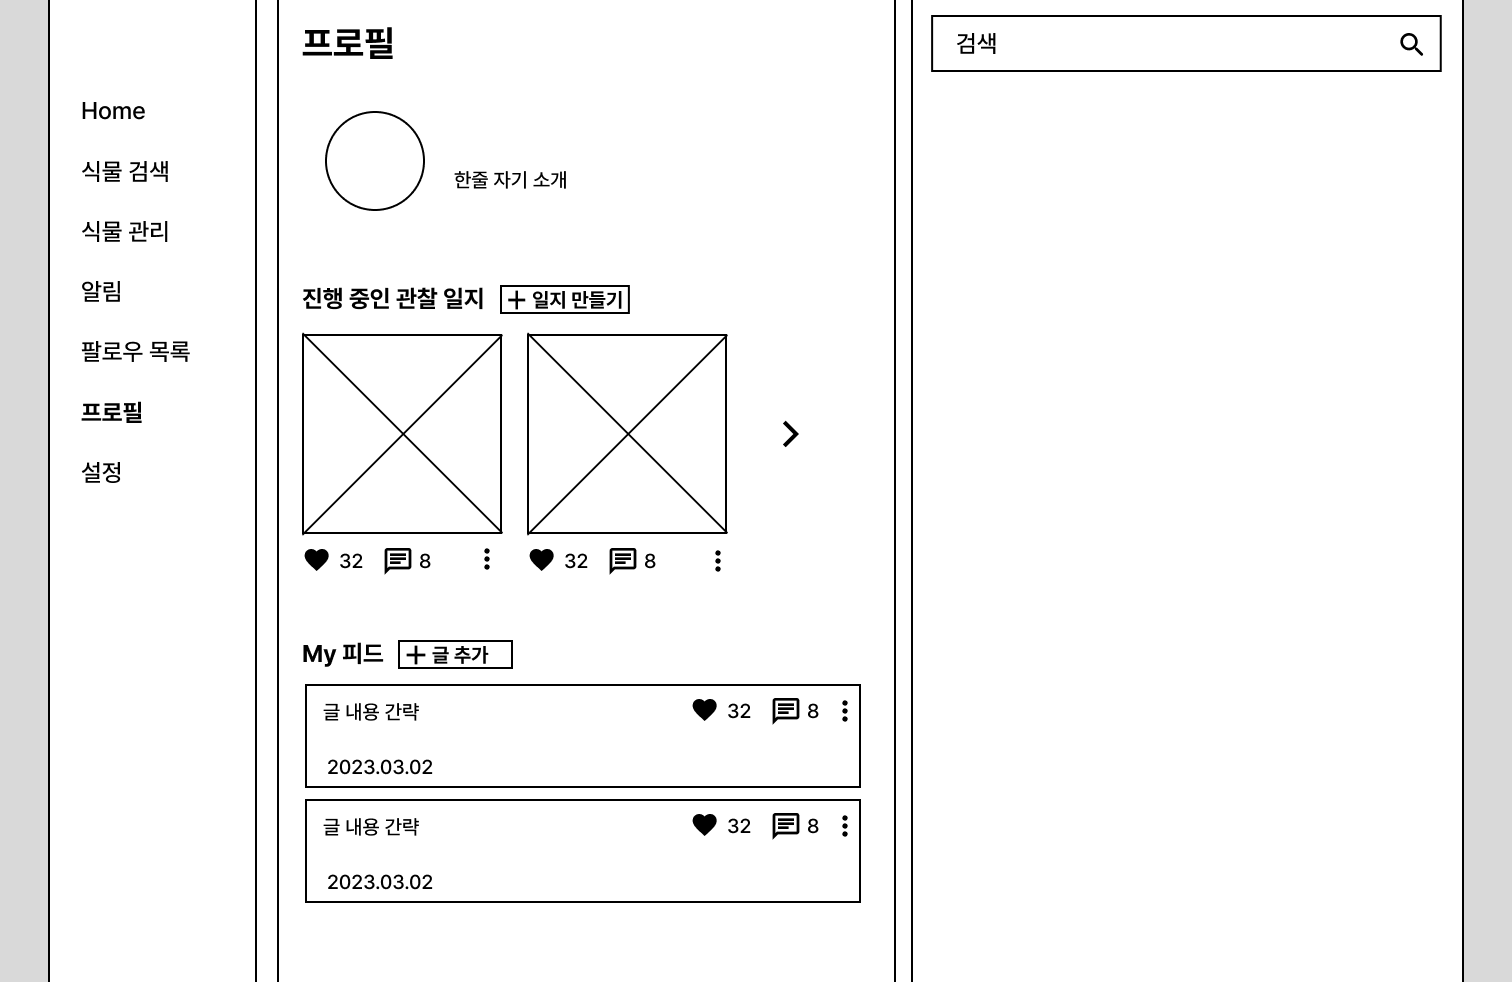 Home
식물 검색
식물 관리
알림
팔로우 목록
프로필
설정
프로필
한줄 자기 소개
진행 중인 관찰 일지
일지 만들기
32 8
32 8
My 피드
글 추가
글 내용 간략 32 8
2023.03.02
글 내용 간략 32 8
2023.03.02
검색